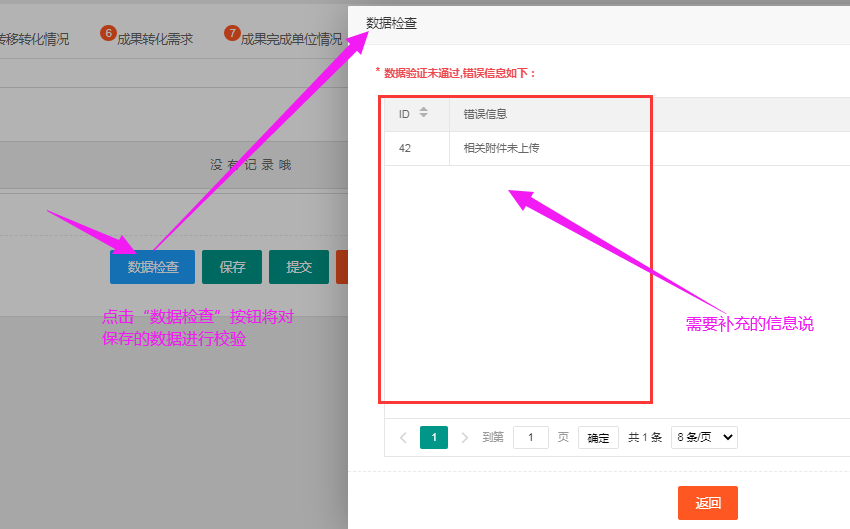 数据检查
转移转化情况
6
成果转化需求
7
成果完成单位情况
* 数据验证未通过,错误信息如下：
ID
错误信息
42
相关附件未上传
没有记录哦
数据检查
保存
提交
点击“数据检查”按钮将对
保存的数据进行校验
需要补充的信息说
1
到第
1
页
确定
共 1 条
8 条/页
返回